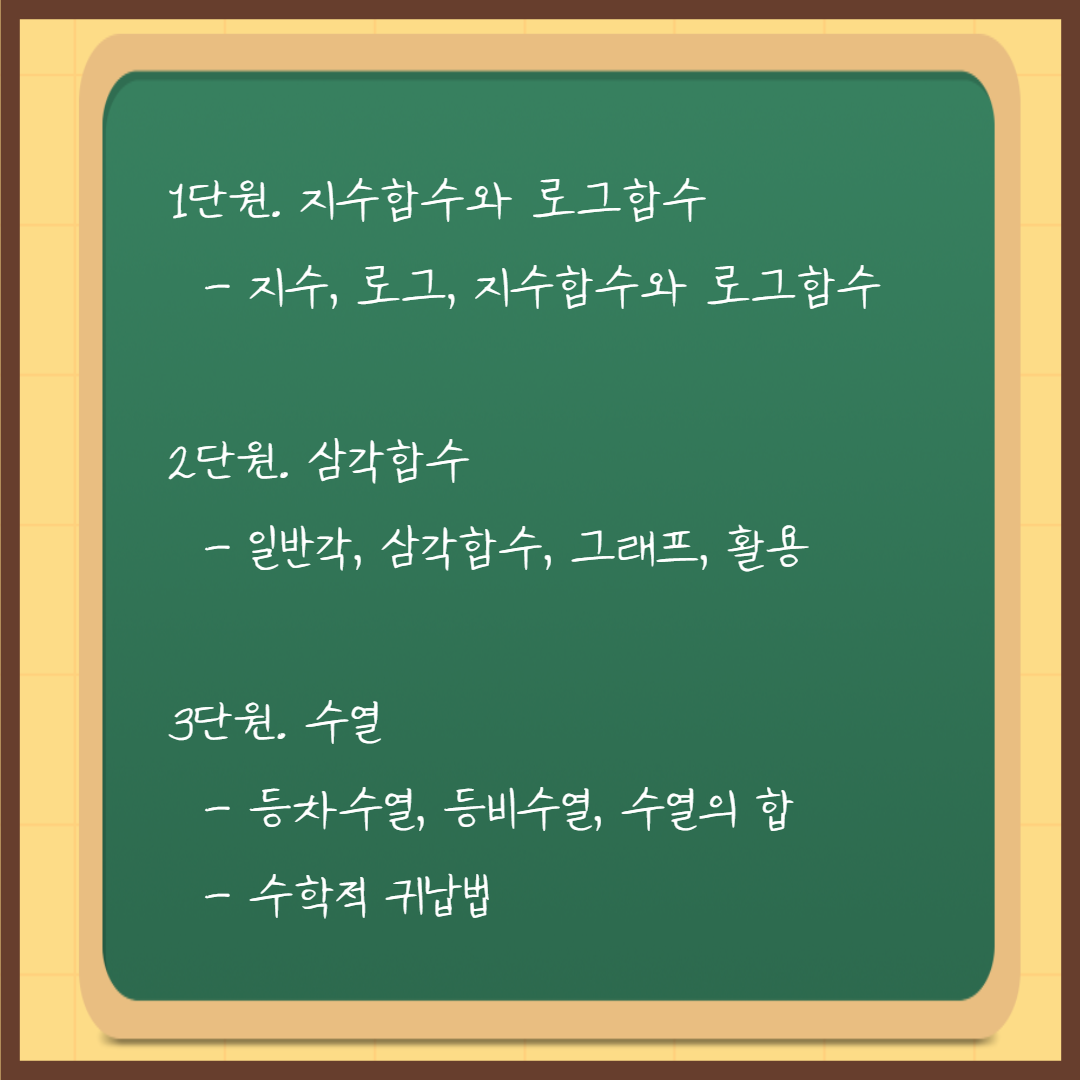 1단원. 지수함수와 로그함수
- 지수, 로그, 지수함수와 로그함수
2단원. 삼각함수
- 일반각, 삼각함수, 그래프, 활용
3단원. 수열
- 등차수열, 등비수열, 수열의 합
- 수학적 귀납법